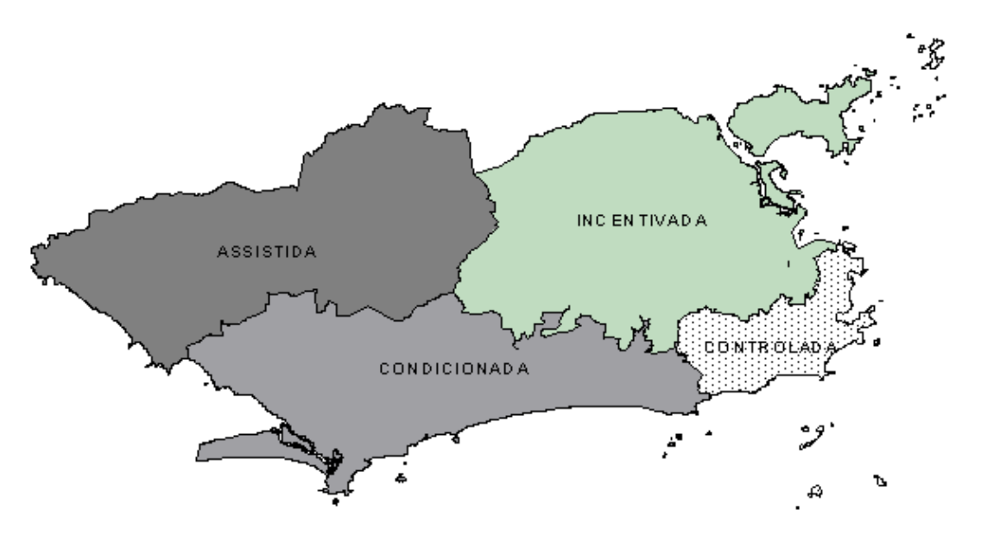 INCENTIVADA
ASSISTIDA
CONTROLADA
CONDICIONADA